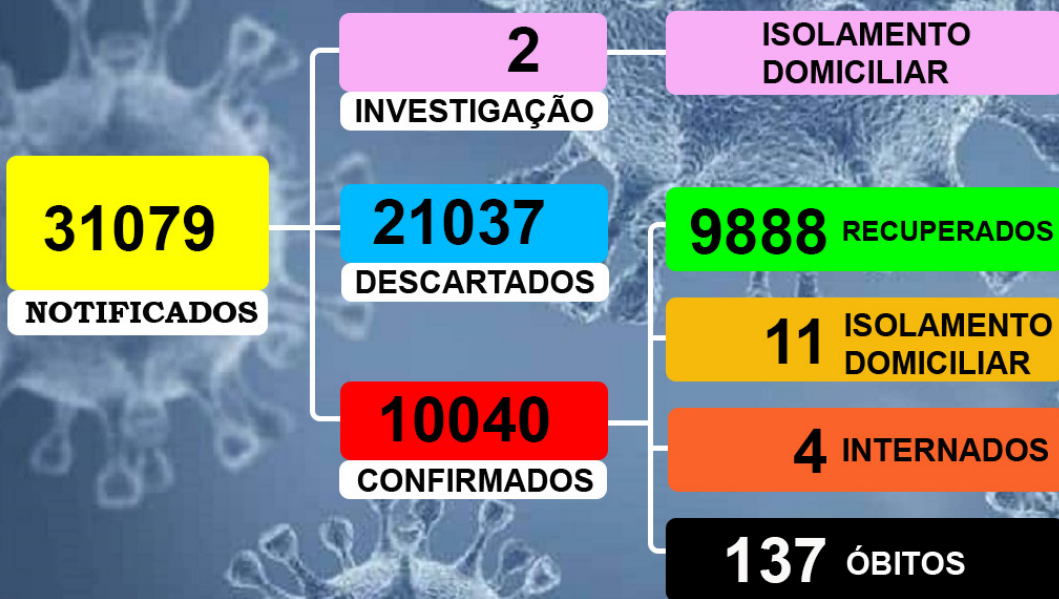 31079
NOTIFICADOS
2
INVESTIGAÇÃO
ISOLAMENTO
DOMICILIAR
21037
DESCARTADOS
10040
CONFIRMADOS
9888 RECUPERADOS
11 ISOLAMENTO
DOMICILIAR
4 INTERNADOS
137 ÓBITOS